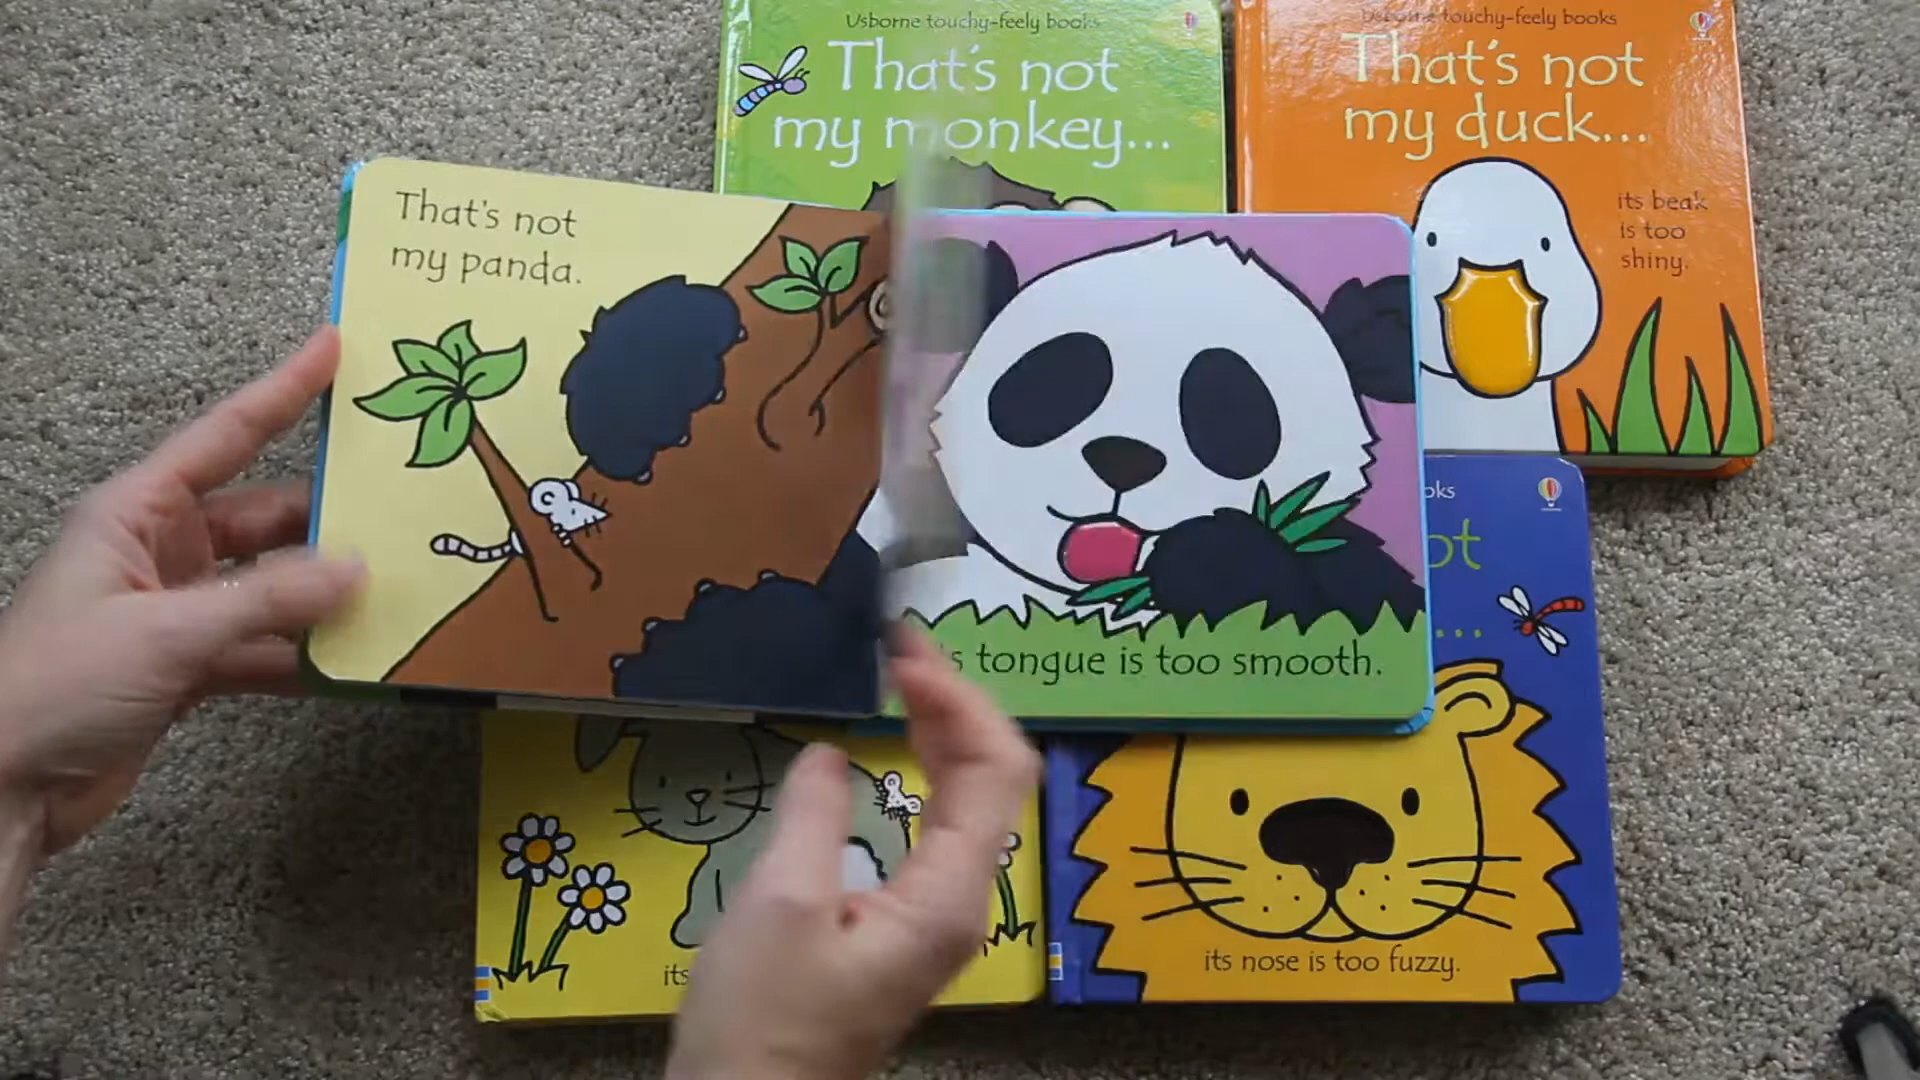 Usborne touchy-feely books
That's not
my monkey...
Usborne touchy-feely books
That's not
my duck...
its beak
is too
shiny.
That's not
my panda.
tongue is too smooth.
...
its nose is too fuzzy.
its